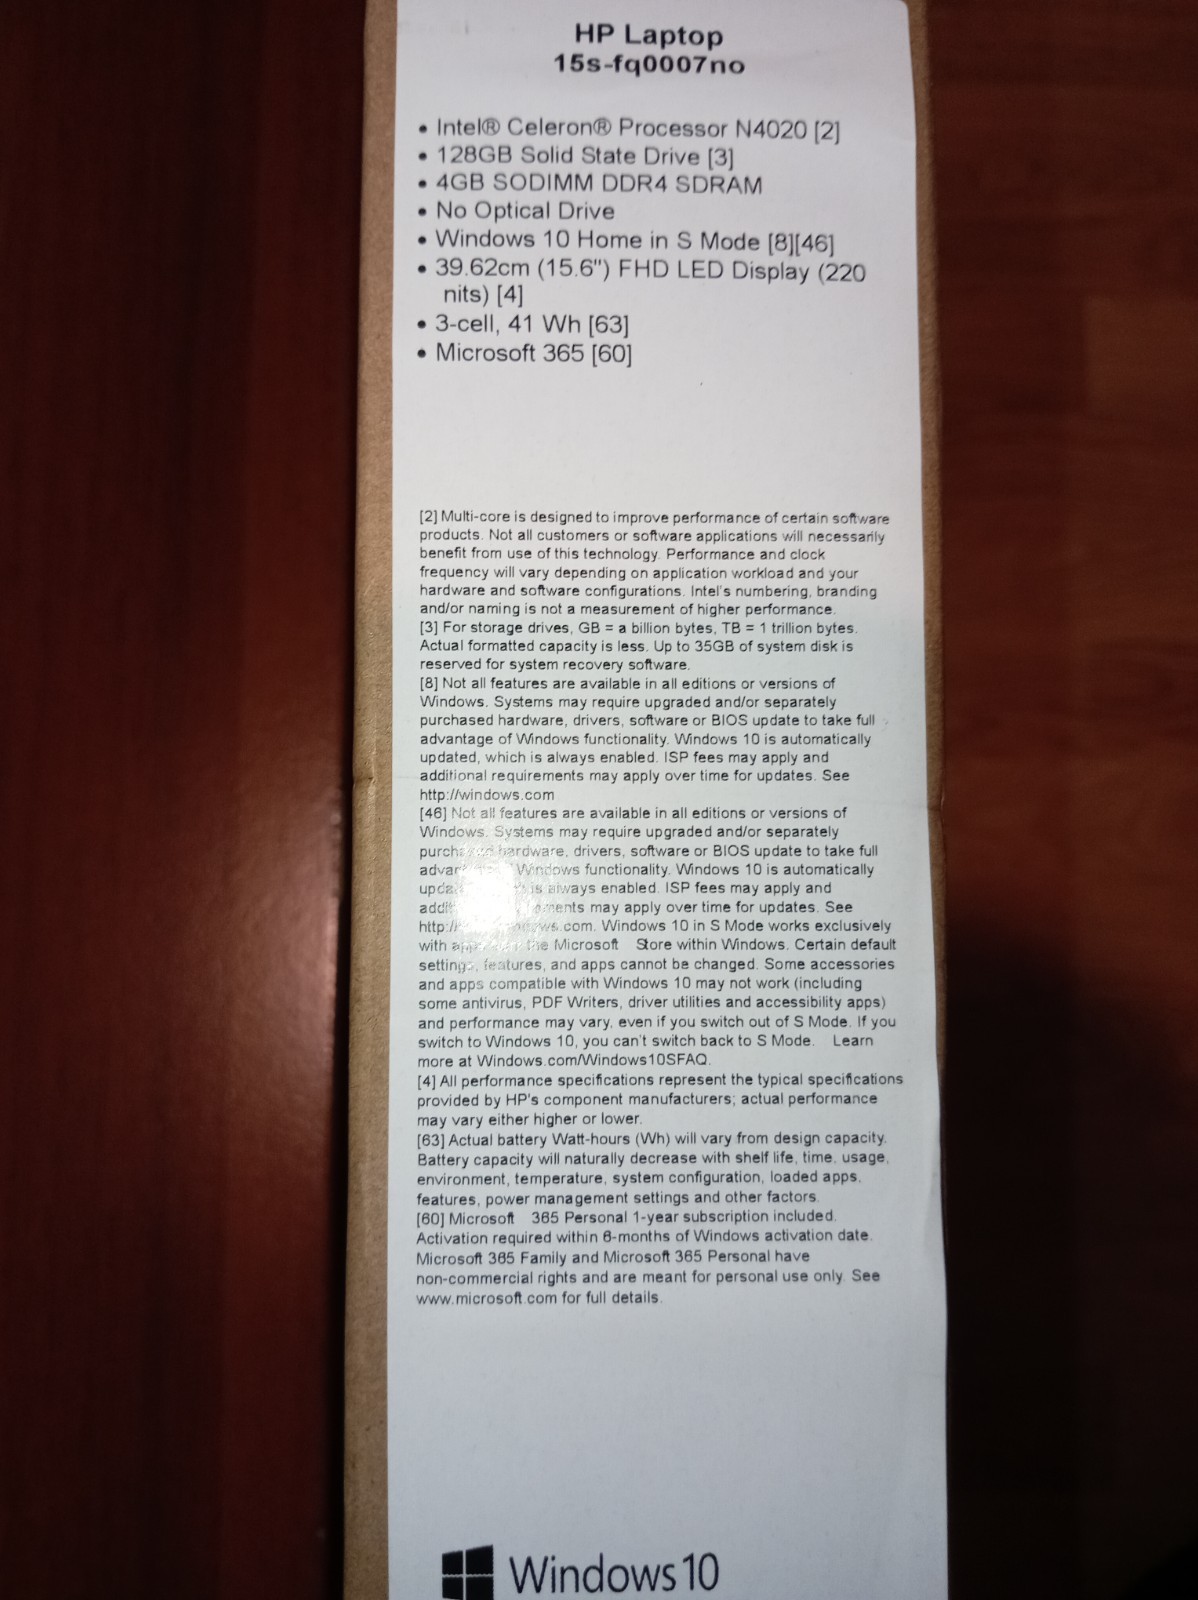 HP Laptop
15s-fq0007no
• Intel® Celeron® Processor N4020 [2]
• 128GB Solid State Drive [3]
• 4GB SODIMM DDR4 SDRAM
• No Optical Drive
• Windows 10 Home in S Mode [8][46]
• 39.62cm (15.6") FHD LED Display (220
nits) [4]
• 3-cell, 41 Wh [63]
• Microsoft 365 [60]
[2] Multi-core is designed to improve performance of certain software
products. Not all customers or software applications will necessarily
benefit from use of this technology. Performance and clock
frequency will vary depending on application workload and your
hardware and software configurations. Intel's numbering, branding
and/or naming is not a measurement of higher performance.
[3] For storage drives, GB = a billion bytes, TB = 1 trillion bytes.
Actual formatted capacity is less. Up to 35GB of system disk is
reserved for system recovery software.
[8] Not all features are available in all editions or versions of
Windows. Systems may require upgraded and/or separately
purchased hardware, drivers, software or BIOS update to take full
advantage of Windows functionality. Windows 10 is automatically
updated, which is always enabled. ISP fees may apply and
additional requirements may apply over time for updates. See
http://windows.com
[46] Not all features are available in all editions or versions of
Windows. Systems may require upgraded and/or separately
purchased hardware, drivers, software or BIOS update to take full
Windows functionality. Windows 10 is automatically
is always enabled. ISP fees may apply and
may apply over time for updates. See
Windows 10 in S Mode works exclusively
with apps the Microsoft Store within Windows. Certain default
settings, features, and apps cannot be changed. Some accessories
and apps compatible with Windows 10 may not work (including
some antivirus, PDF Writers, driver utilities and accessibility apps)
and performance may vary, even if you switch out of S Mode. If you
switch to Windows 10, you can't switch back to S Mode. Learn
more at Windows.com/Windows10SFAQ.
[4] All performance specifications represent the typical specifications
provided by HP's component manufacturers; actual performance
may vary either higher or lower.
[63] Actual battery Watt-hours (Wh) will vary from design capacity.
Battery capacity will naturally decrease with shelf life, time, usage,
environment, temperature, system configuration, loaded apps,
features, power management settings and other factors.
[60] Microsoft 365 Personal 1-year subscription included.
Activation required within 6-months of Windows activation date.
Microsoft 365 Family and Microsoft 365 Personal have
non-commercial rights and are meant for personal use only. See
www.microsoft.com for full details.
Windows 10